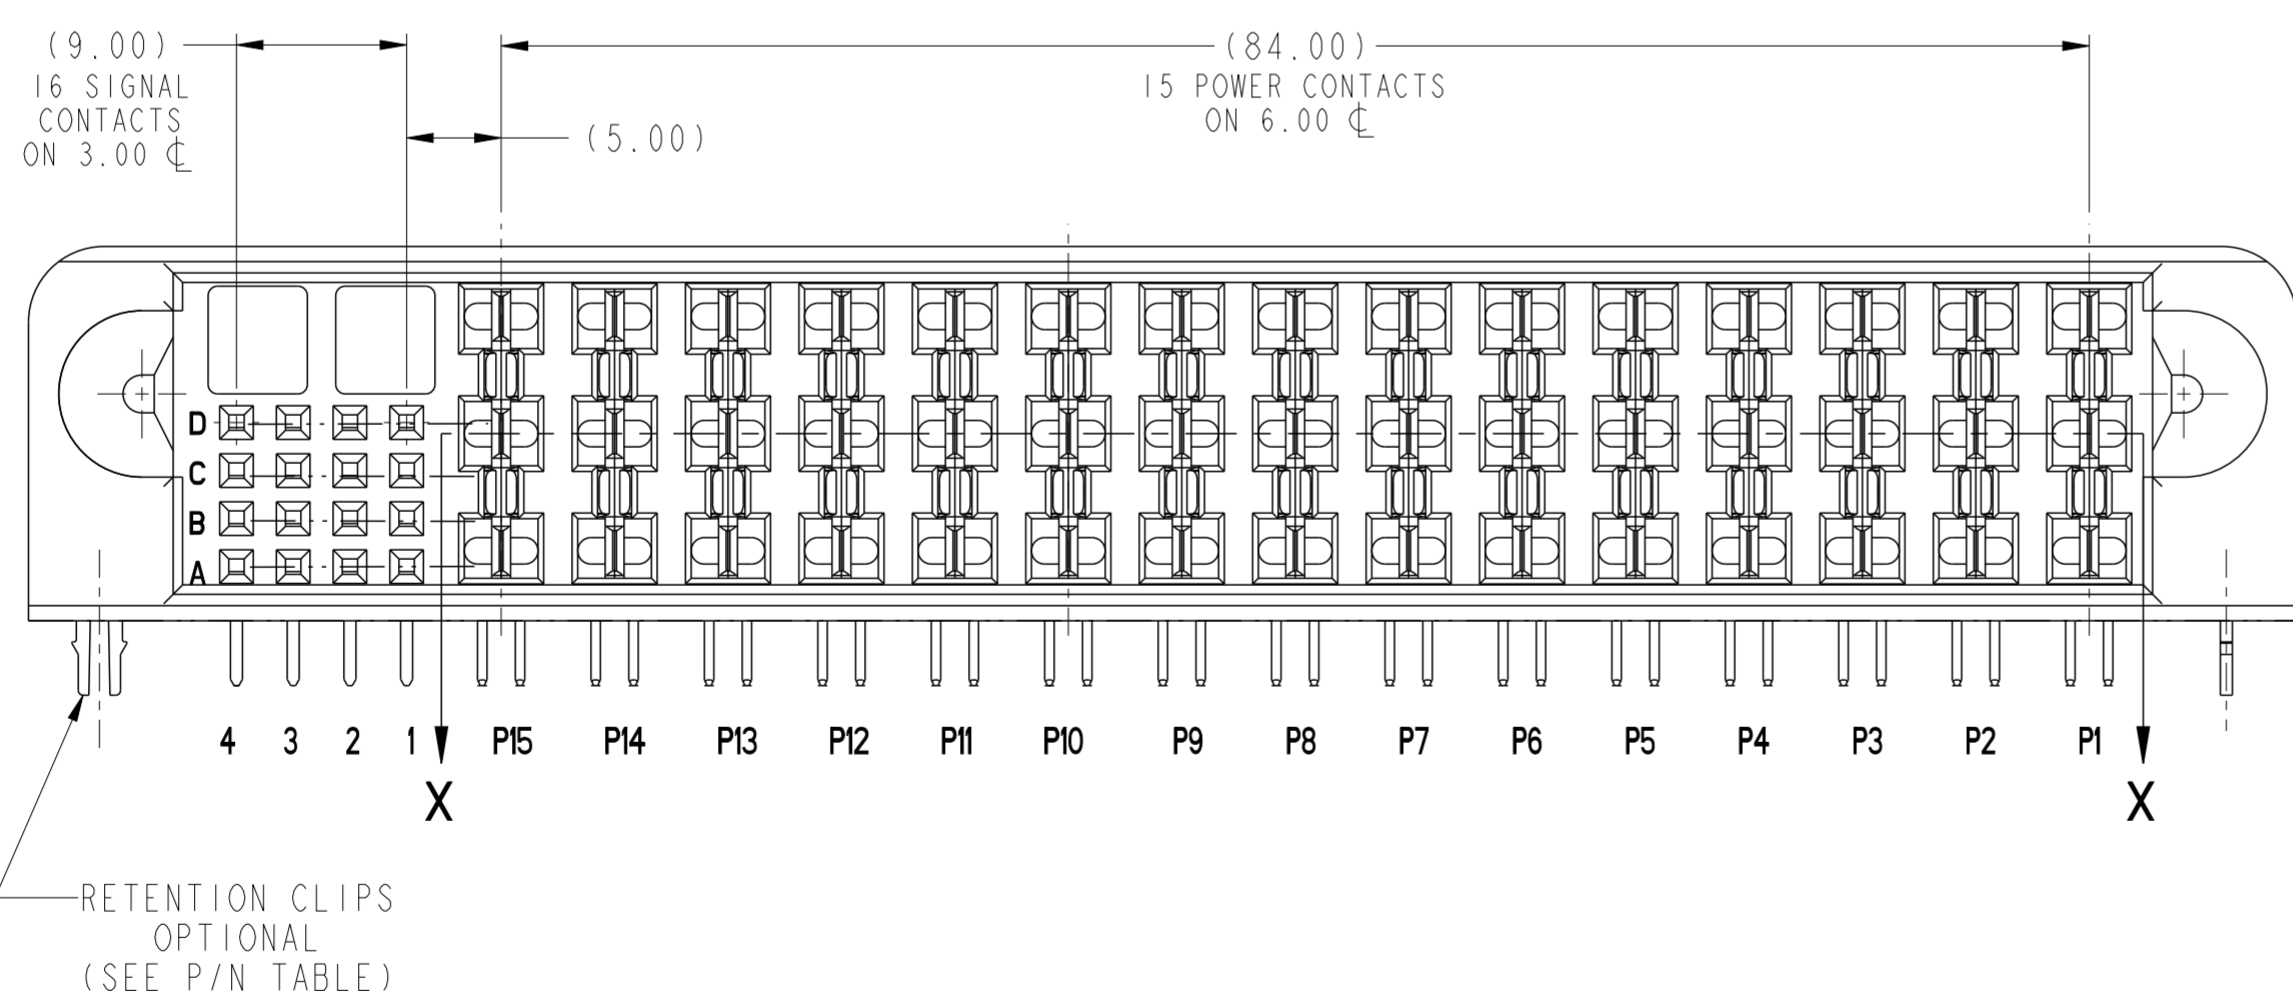 (9.00)
16 SIGNAL
CONTACTS
ON 3.00 ℄
(5.00)
(84.00)
15 POWER CONTACTS
ON 6.00 ℄
D
C
B
A
4 3 2 1 P15 P14 P13 P12 P11 P10 P9 P8 P7 P6 P5 P4 P3 P2 P1
X X
RETENTION CLIPS
OPTIONAL
(SEE P/N TABLE)